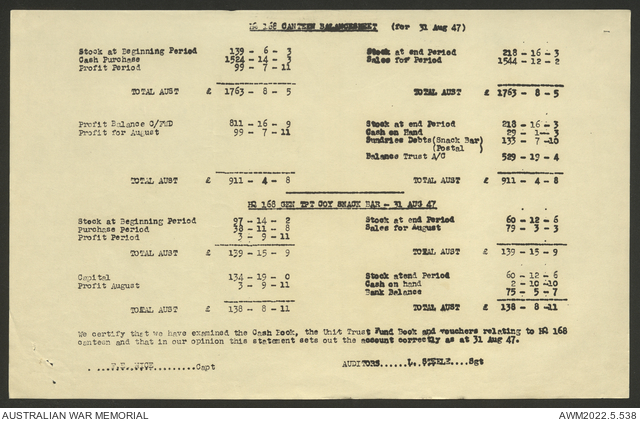 HQ 168 CANTEEN BALANCESHEET (for 31 Aug 47)
Stock at Beginning Period 139 - 6 - 3 Stock at end Period 218 - 16 - 3
Cash Purchase 1524 - 14 - 3 Sales for Period 1544 - 12 - 2
Profit Period 99 - 7 - 11
TOTAL AUST £ 1763 - 8 - 5 TOTAL AUST £ 1763 - 8 - 5
Profit Balance C/FWD 811 - 16 - 9 Stock at end Period 218 - 16 - 3
Profit for August 99 - 7 - 11 Cash on Hand 29 - 1 - 3
Sundries Debts (Snack Bar) 133 - 7 - 10
(Postal )
Balance Trust A/C 529 - 19 - 4
TOTAL AUST £ 911 - 4 - 8 TOTAL AUST £ 911 - 4 - 8
HQ 168 GEN TPT COY SNACK BAR - 31 AUG 47
Stock at Beginning Period 97 - 14 - 2 Stock at end Period 60 - 12 - 6
Purchase Period 38 - 11 - 8 Sales for August 79 - 3 - 3
Profit Period 3 - 9 - 11
TOTAL AUST £ 139 - 15 - 9 TOTAL AUST £ 139 - 15 - 9
Capital 134 - 19 - 0 Stock atend Period 60 - 12 - 6
Profit August 3 - 9 - 11 Cash on hand 2 - 10 - 10
Bank Balance 75 - 5 - 7
TOTAL AUST £ 138 - 8 - 11 TOTAL AUST £ 138 - 8 - 11
We certify that we have examined the Cash Book, the Unit Trust Fund Book and vouchers relating to HQ 168
canteen and that in our opinion this statement sets out the account correctly as at 31 Aug 47.
Capt AUDITORS......L. STEELE..Sgt
AUSTRALIAN WAR MEMORIAL AWM2022.5.538